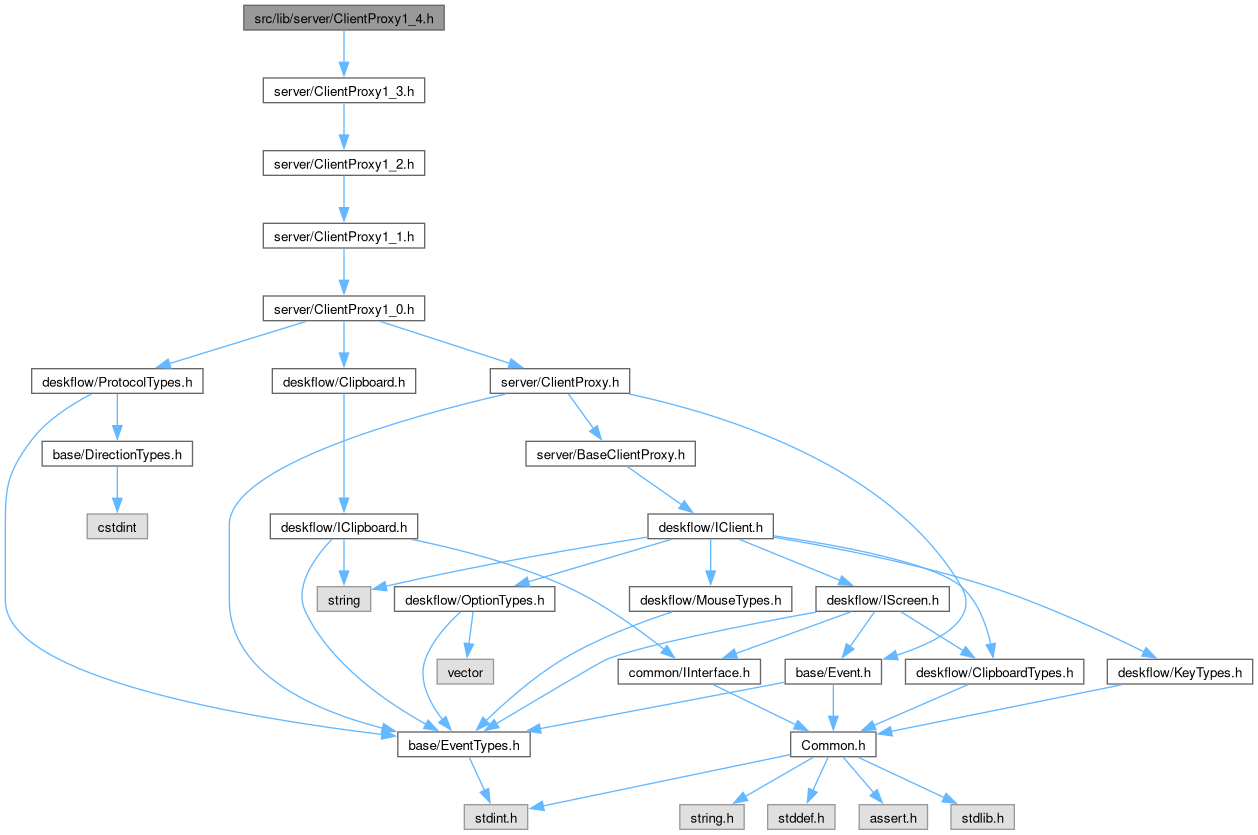 src/lib/server/ClientProxy1_4.h
server/ClientProxy1_3.h
server/ClientProxy1_2.h
server/ClientProxy1_1.h
server/ClientProxy1_0.h
deskflow/ProtocolTypes.h
deskflow/Clipboard.h
server/ClientProxy.h
base/DirectionTypes.h
server/BaseClientProxy.h
cstdint
deskflow/IClipboard.h
deskflow/IClient.h
string
deskflow/OptionTypes.h
deskflow/MouseTypes.h
deskflow/IScreen.h
vector
common/IInterface.h
base/Event.h
deskflow/ClipboardTypes.h
deskflow/KeyTypes.h
base/EventTypes.h
Common.h
stdint.h
string.h
stddef.h
assert.h
stdlib.h